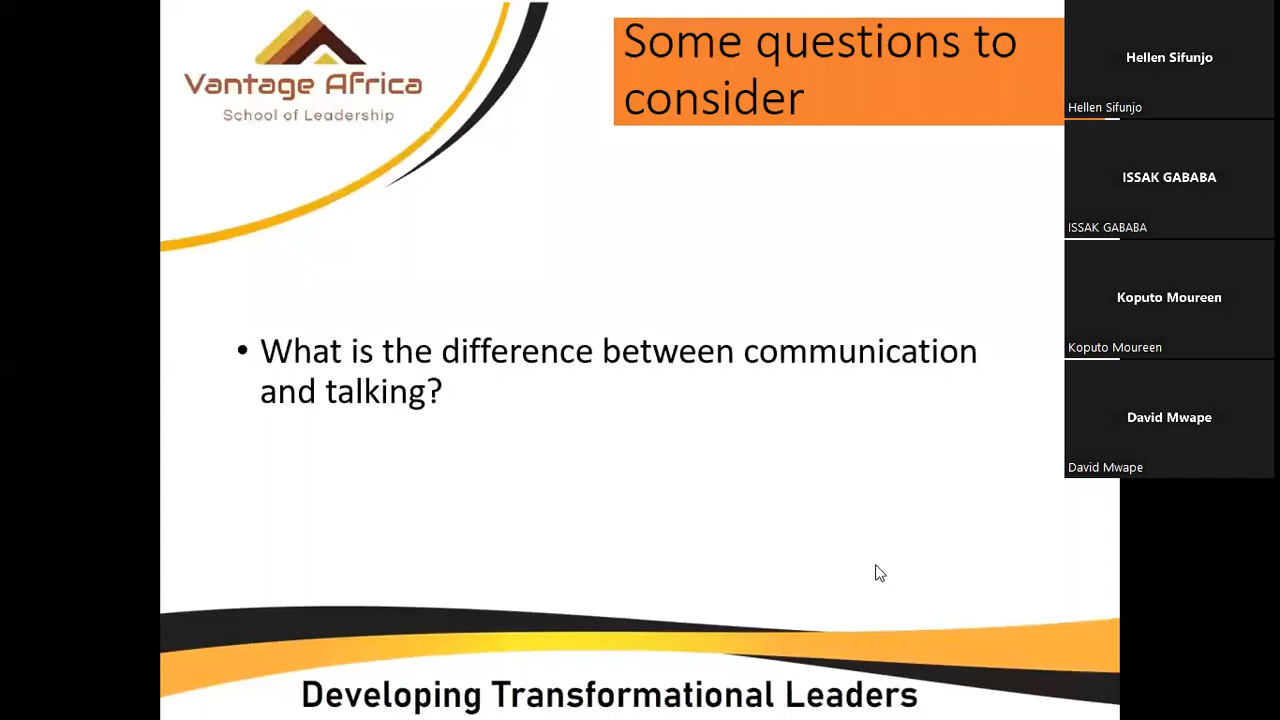 Vantage Africa
School of Leadership
Some questions to
consider
• What is the difference between communication
and talking?
Developing Transformational Leaders
Hellen Sifunjo
Hellen Sifunjo
ISSAK GABABA
ISSAK GABABA
Koputo Moureen
Koputo Moureen
David Mwape
David Mwape